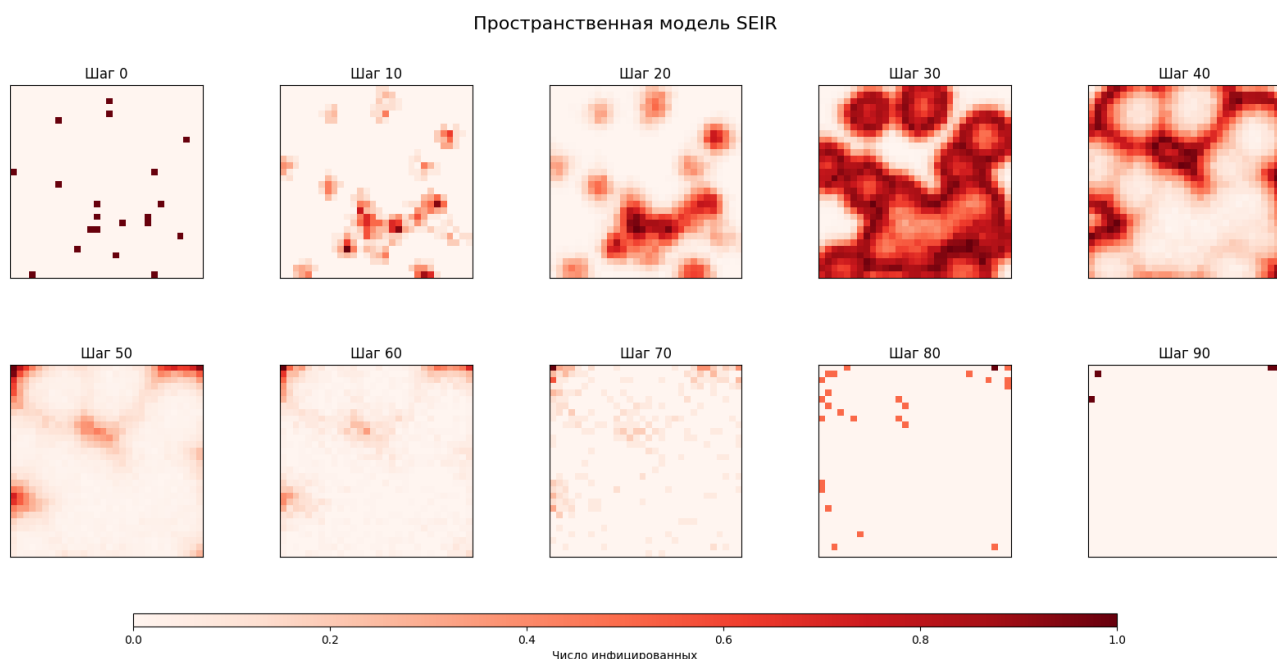 Пространственная модель SEIR
Шаг 0
Шаг 10
Шаг 20
Шаг 30
Шаг 40
Шаг 50
Шаг 60
Шаг 70
Шаг 80
Шаг 90
0.0 0.2 0.4 0.6 0.8 1.0
Число инфицированных